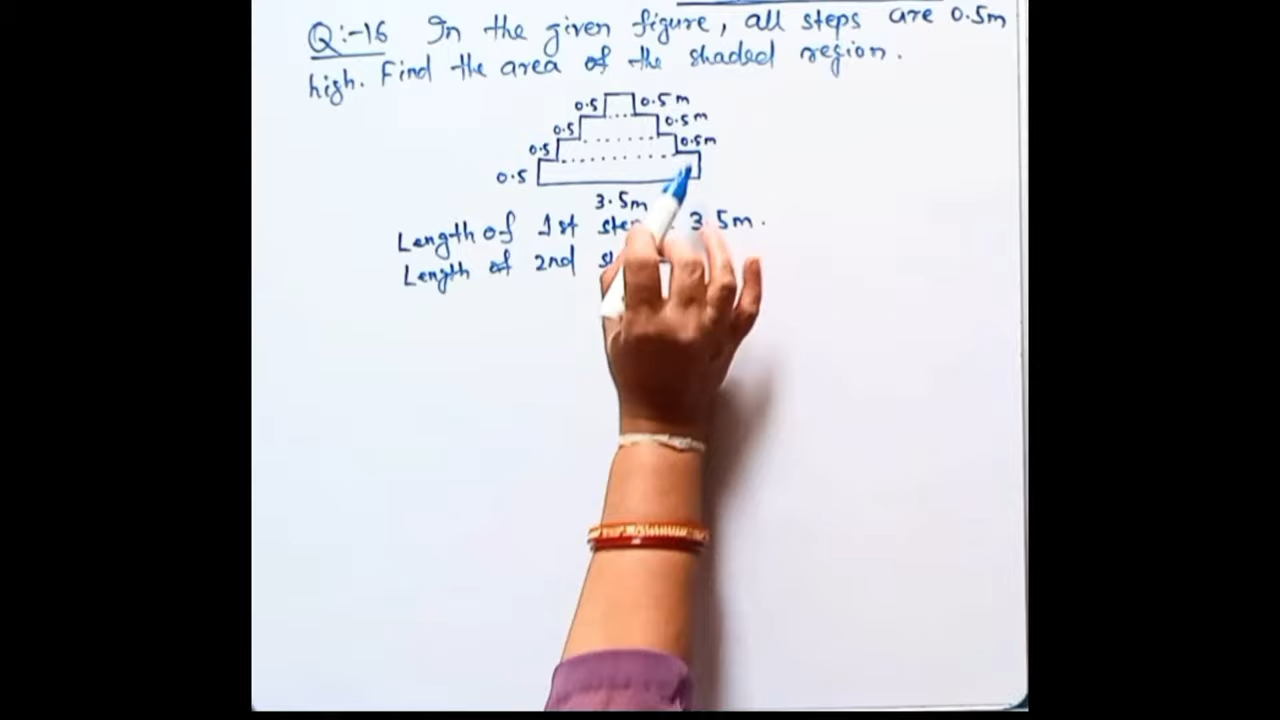 Q:-16 In the given figure, all steps are 0.5m
high. Find the area of the shaded region.
0.5 0.5 m
0.5 0.5 m
0.5 0.5m
0.5
3.5m
Length of 1st 3.5m.
Length of 2nd